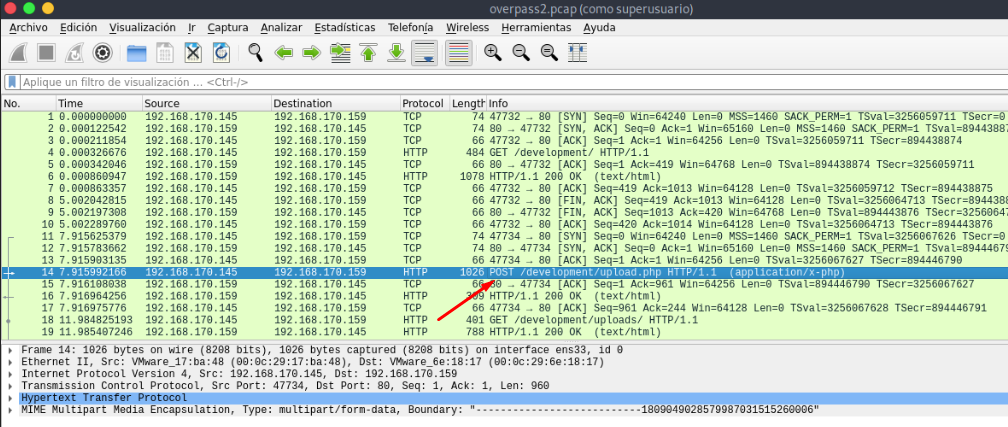 overpass2.pcap (como superusuario)
Archivo Edición Visualización Ir Captura Analizar Estadísticas Telefonía Wireless Herramientas Ayuda
Aplique un filtro de visualización … <Ctrl-/>
No. Time Source Destination Protocol Length Info
1 0.000000000 192.168.170.145 192.168.170.159 TCP 74 47732 → 80 [SYN] Seq=0 Win=64240 Len=0 MSS=1460 SACK_PERM=1 TSval=3256059711 TSecr=0
2 0.000122542 192.168.170.159 192.168.170.145 TCP 74 80 → 47732 [SYN, ACK] Seq=0 Ack=1 Win=65160 Len=0 MSS=1460 SACK_PERM=1 TSval=89443887
3 0.000211854 192.168.170.145 192.168.170.159 TCP 66 47732 → 80 [ACK] Seq=1 Ack=1 Win=64256 Len=0 TSval=3256059711 TSecr=894438874
4 0.000326676 192.168.170.145 192.168.170.159 HTTP 484 GET /development/ HTTP/1.1
5 0.000342046 192.168.170.159 192.168.170.145 TCP 66 80 → 47732 [ACK] Seq=1 Ack=419 Win=64768 Len=0 TSval=894438874 TSecr=3256059711
6 0.000860947 192.168.170.159 192.168.170.145 HTTP 1078 HTTP/1.1 200 OK (text/html)
7 0.000863357 192.168.170.145 192.168.170.159 TCP 66 47732 → 80 [ACK] Seq=419 Ack=1013 Win=64128 Len=0 TSval=3256059712 TSecr=894438875
8 5.002042815 192.168.170.145 192.168.170.159 TCP 66 47732 → 80 [FIN, ACK] Seq=419 Ack=1013 Win=64128 Len=0 TSval=3256064713 TSecr=8944388
9 5.002197308 192.168.170.159 192.168.170.145 TCP 66 80 → 47732 [FIN, ACK] Seq=1013 Ack=420 Win=64768 Len=0 TSval=894443876 TSecr=32560647
10 5.002289760 192.168.170.145 192.168.170.159 TCP 66 47732 → 80 [ACK] Seq=420 Ack=1014 Win=64128 Len=0 TSval=3256064713 TSecr=894443876
11 7.915625379 192.168.170.145 192.168.170.159 TCP 74 47734 → 80 [SYN] Seq=0 Win=64240 Len=0 MSS=1460 SACK_PERM=1 TSval=3256067626 TSecr=0
12 7.915783662 192.168.170.159 192.168.170.145 TCP 74 80 → 47734 [SYN, ACK] Seq=0 Ack=1 Win=65160 Len=0 MSS=1460 SACK_PERM=1 TSval=89444679
13 7.915903135 192.168.170.145 192.168.170.159 TCP 66 47734 → 80 [ACK] Seq=1 Ack=1 Win=64256 Len=0 TSval=3256067626 TSecr=894446790
14 7.915992166 192.168.170.145 192.168.170.159 HTTP 1026 POST /development/upload.php HTTP/1.1 (application/x-php)
15 7.916108038 192.168.170.159 192.168.170.145 TCP 66 80 → 47734 [ACK] Seq=1 Ack=961 Win=64256 Len=0 TSval=894446790 TSecr=3256067627
16 7.916964256 192.168.170.159 192.168.170.145 HTTP 309 HTTP/1.1 200 OK (text/html)
17 7.916975776 192.168.170.145 192.168.170.159 TCP 66 47734 → 80 [ACK] Seq=961 Ack=244 Win=64128 Len=0 TSval=3256067628 TSecr=894446791
18 11.984825193 192.168.170.145 192.168.170.159 HTTP 401 GET /development/uploads/ HTTP/1.1
19 11.985407246 192.168.170.159 192.168.170.145 HTTP 788 HTTP/1.1 200 OK (text/html)
Frame 14: 1026 bytes on wire (8208 bits), 1026 bytes captured (8208 bits) on interface ens33, id 0
Ethernet II, Src: VMware_17:ba:48 (00:0c:29:17:ba:48), Dst: VMware_6e:18:17 (00:0c:29:6e:18:17)
Internet Protocol Version 4, Src: 192.168.170.145, Dst: 192.168.170.159
Transmission Control Protocol, Src Port: 47734, Dst Port: 80, Seq: 1, Ack: 1, Len: 960
Hypertext Transfer Protocol
MIME Multipart Media Encapsulation, Type: multipart/form-data, Boundary: "---------------------------1809049028579987031515260006"